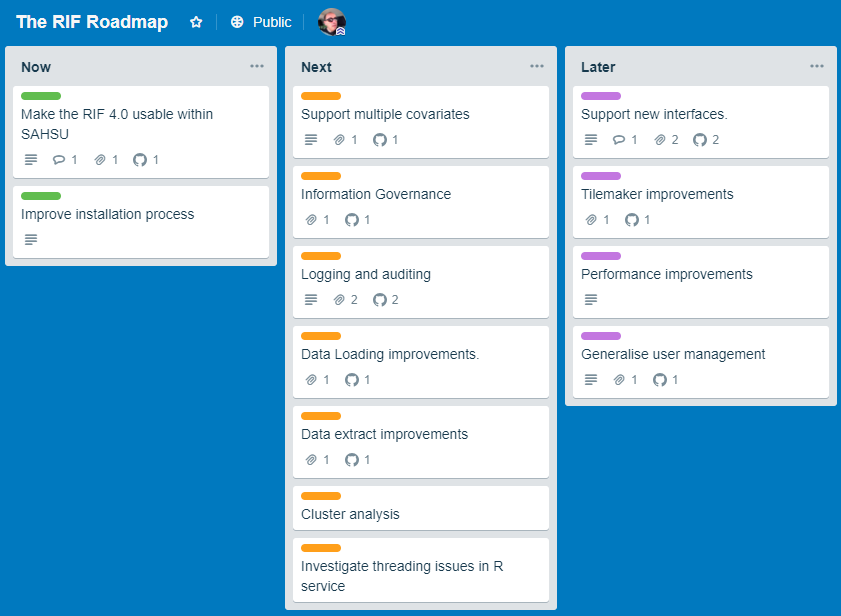 The RIF Roadmap Public
Now
Make the RIF 4.0 usable within
SAHSU
1 1 1
Improve installation process
Next
Support multiple covariates
1 1
Information Governance
1 1
Logging and auditing
2 2
Data Loading improvements.
1 1
Data extract improvements
1 1
Cluster analysis
Investigate threading issues in R
service
Later
Support new interfaces.
1 2 2
Tilemaker improvements
1 1
Performance improvements
Generalise user management
1 1